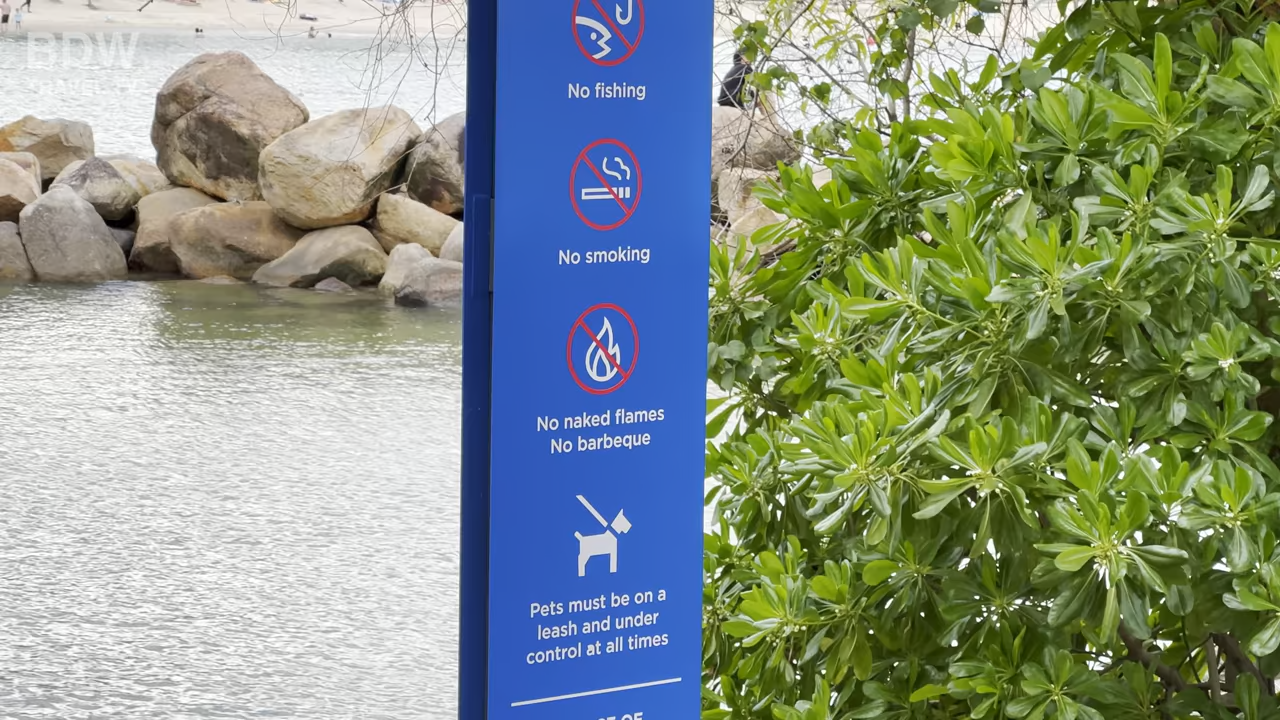 BDW
No fishing
No smoking
No naked flames
No barbeque
Pets must be on a
leash and under
control at all times